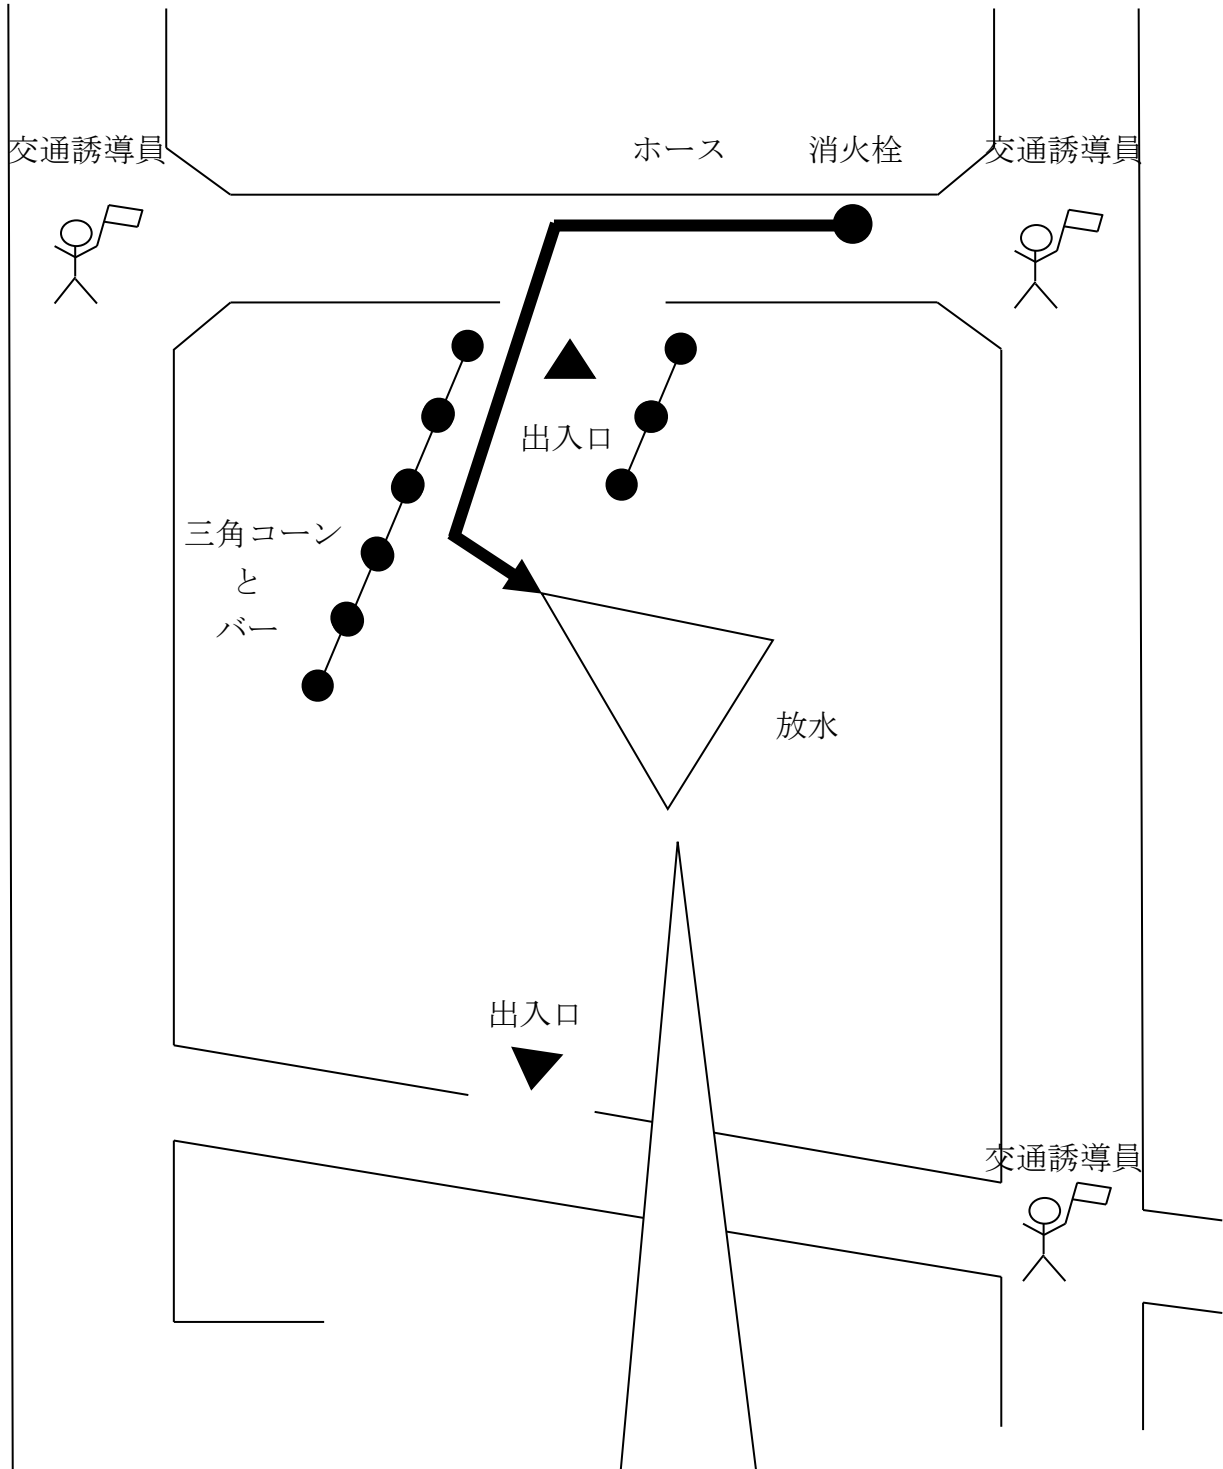 交通誘導員
ホース
消火栓
交通誘導員
出入口
三角コーン
と
バー
放水
出入口
交通誘導員